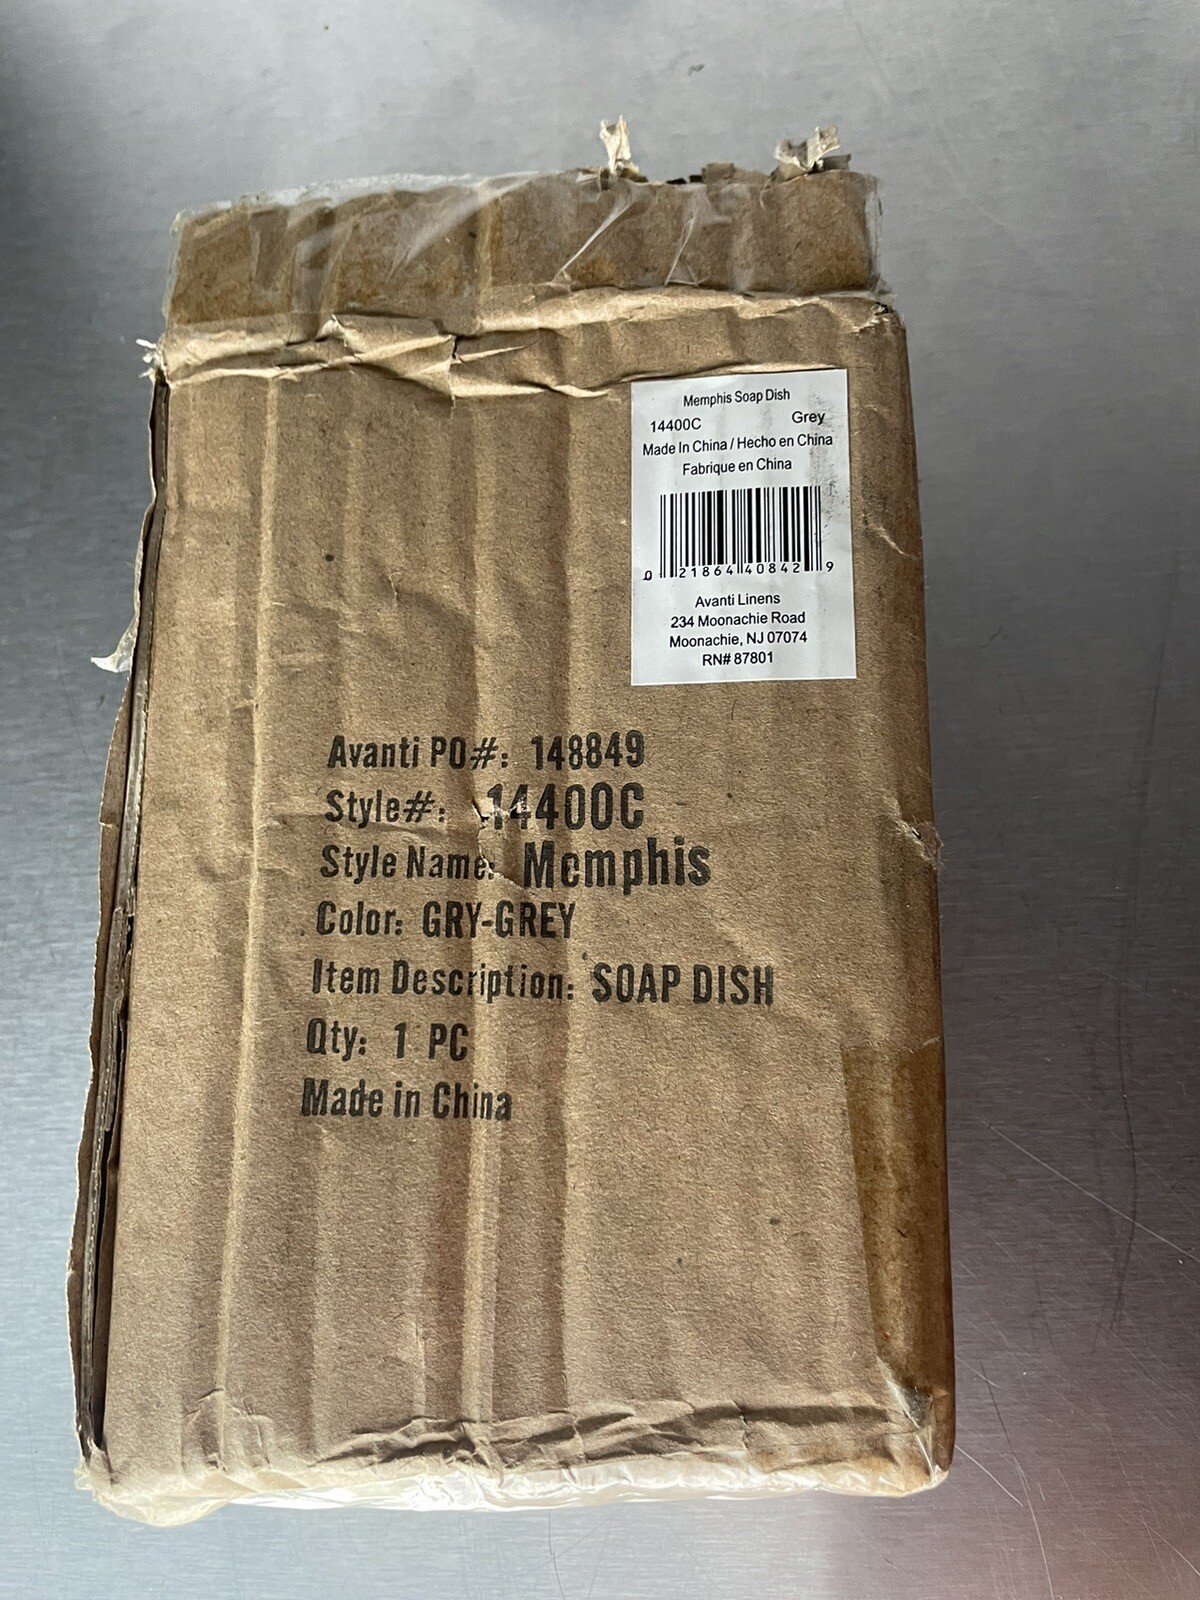 Memphis Soap Dish
14400C Grey
Made In China / Hecho en China
Fabrique en China
0 21864 40842 9
Avanti Linens
234 Moonachie Road
Moonachie, NJ 07074
RN# 87801
Avanti PO#: 148849
Style#: 14400C
Style Name: Memphis
Color: GRY-GREY
Item Description: SOAP DISH
Qty: 1 PC
Made in China